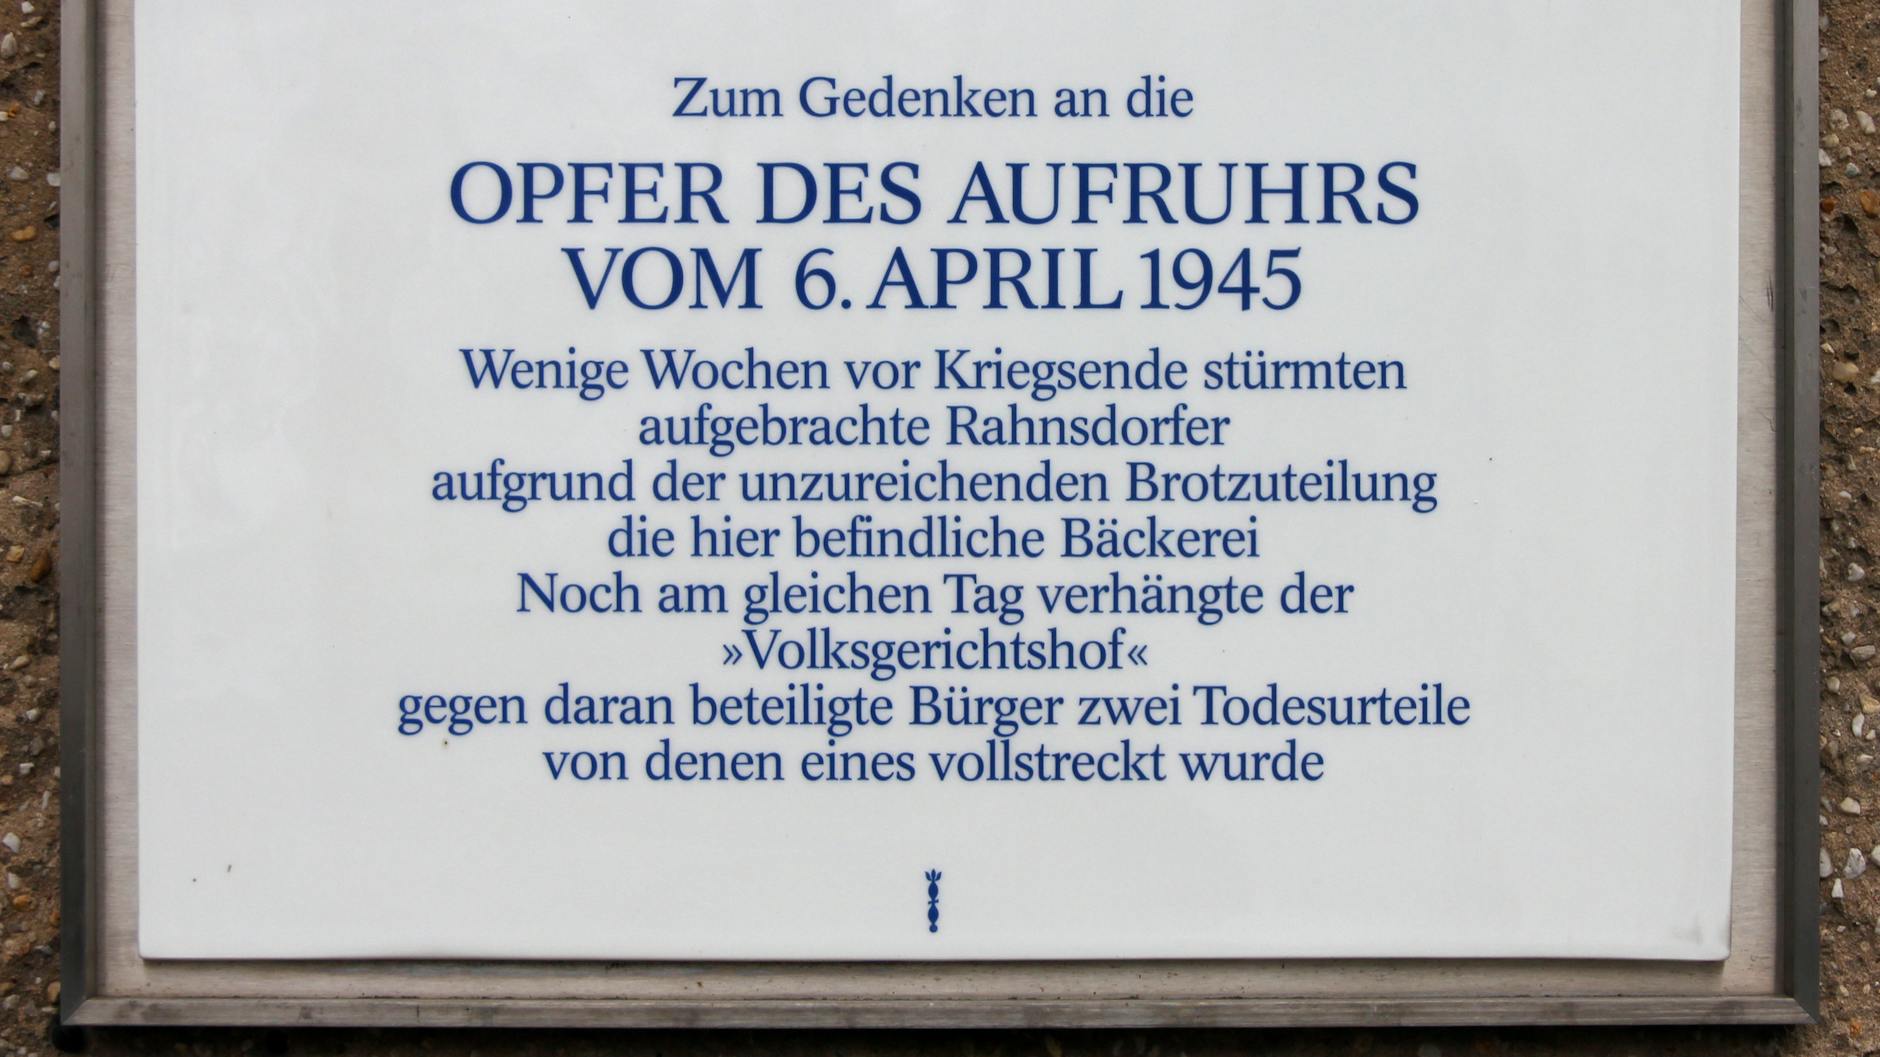 Zum Gedenken an die
OPFER DES AUFRUHRS
VOM 6. APRIL 1945
Wenige Wochen vor Kriegsende stürmten
aufgebrachte Rahnsdorfer
aufgrund der unzureichenden Brotzuteilung
die hier befindliche Bäckerei
Noch am gleichen Tag verhängte der
»Volksgerichtshof«
gegen daran beteiligte Bürger zwei Todesurteile
von denen eines vollstreckt wurde